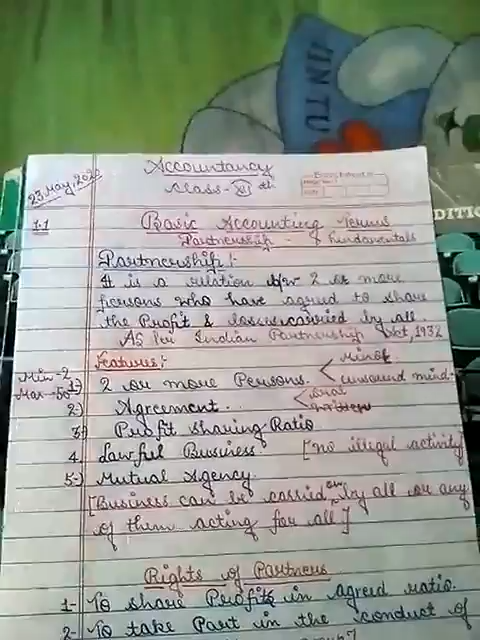 23 May, 2020
Accountancy
Class - XII th
1.1
Basic Accounting Terms
Partnership - Fundamentals
Partnership :-
It is a relation b/w 2 or more
persons who have agreed to share
the Profit & losses carried by all.
As per Indian Partnership Act, 1932
Features:-
Min - 2
Max - 50
1) 2 or more Persons. < minor
unsound mind.
2.) Agreement . . < oral
written
3) Profit sharing Ratio
4. Lawful Business [no illegal activity]
5.) Mutual Agency.
[Business can be carried on by all or any
of them acting for all]
Rights of Partners
1- To share Profits in agreed ratio.
2- To take Part in the conduct of
JIN TU
DITIO